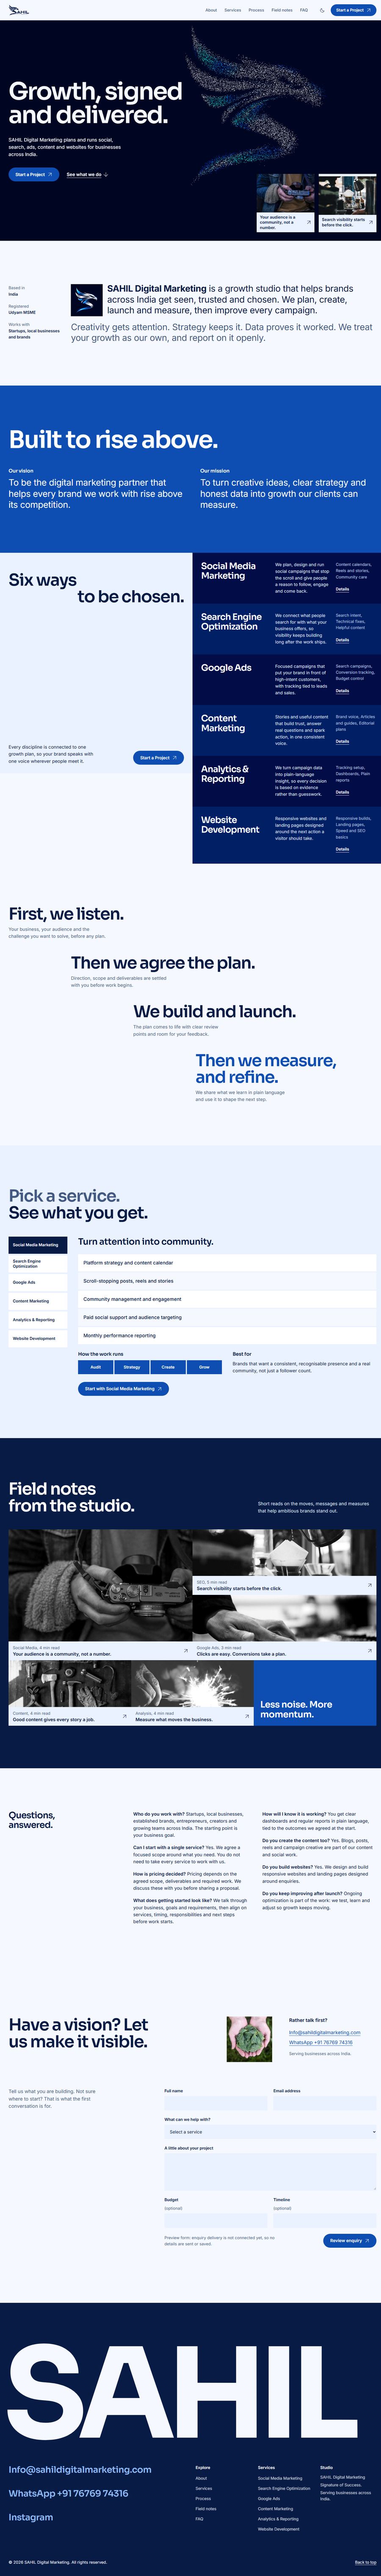 SAHIL
About Services Process Field notes FAQ Start a Project
Growth, signed
and delivered.
SAHIL Digital Marketing plans and runs social,
search, ads, content and websites for businesses
across India.
Start a Project See what we do
Your audience is a
community, not a
number.
Search visibility starts
before the click.
Based in
India
Registered
Udyam MSME
Works with
Startups, local businesses
and brands
SAHIL Digital Marketing is a growth studio that helps brands
across India get seen, trusted and chosen. We plan, create,
launch and measure, then improve every campaign.
Creativity gets attention. Strategy keeps it. Data proves it worked. We treat
your growth as our own, and report on it openly.
Built to rise above.
Our vision
To be the digital marketing partner that
helps every brand we work with rise above
its competition.
Our mission
To turn creative ideas, clear strategy and
honest data into growth our clients can
measure.
Six ways
to be chosen.
Every discipline is connected to one
growth plan, so your brand speaks with
one voice wherever people meet it.
Start a Project
Social Media
Marketing
We plan, design and run
social campaigns that stop
the scroll and give people
a reason to follow, engage
and come back.
Content calendars,
Reels and stories,
Community care
Details
Search Engine
Optimization
We connect what people
search for with what your
business offers, so
visibility keeps building
long after the work ships.
Search intent,
Technical fixes,
Helpful content
Details
Google Ads
Focused campaigns that
put your brand in front of
high-intent customers,
with tracking tied to leads
and sales.
Search campaigns,
Conversion tracking,
Budget control
Details
Content
Marketing
Stories and useful content
that build trust, answer
real questions and spark
action, in one consistent
voice.
Brand voice, Articles
and guides, Editorial
plans
Details
Analytics &
Reporting
We turn campaign data
into plain-language
insight, so every decision
is based on evidence
rather than guesswork.
Tracking setup,
Dashboards, Plain
reports
Details
Website
Development
Responsive websites and
landing pages designed
around the next action a
visitor should take.
Responsive builds,
Landing pages,
Speed and SEO
basics
Details
First, we listen.
Your business, your audience and the
challenge you want to solve, before any plan.
Then we agree the plan.
Direction, scope and deliverables are settled
with you before work begins.
We build and launch.
The plan comes to life with clear review
points and room for your feedback.
Then we measure,
and refine.
We share what we learn in plain language
and use it to shape the next step.
Pick a service.
See what you get.
Social Media Marketing
Search Engine
Optimization
Google Ads
Content Marketing
Analytics & Reporting
Website Development
Turn attention into community.
Platform strategy and content calendar
Scroll-stopping posts, reels and stories
Community management and engagement
Paid social support and audience targeting
Monthly performance reporting
How the work runs
Audit Strategy Create Grow
Best for
Brands that want a consistent, recognisable presence and a real
community, not just a follower count.
Start with Social Media Marketing
Field notes
from the studio.
Short reads on the moves, messages and measures
that help ambitious brands stand out.
Social Media, 4 min read
Your audience is a community, not a number.
SEO, 5 min read
Search visibility starts before the click.
Google Ads, 3 min read
Clicks are easy. Conversions take a plan.
Content, 4 min read
Good content gives every story a job.
Analysis, 4 min read
Measure what moves the business.
Less noise. More
momentum.
Questions,
answered.
Who do you work with? Startups, local businesses,
established brands, entrepreneurs, creators and
growing teams across India. The starting point is
your business goal.
Can I start with a single service? Yes. We agree a
focused scope around what you need. You do not
need to take every service to work with us.
How is pricing decided? Pricing depends on the
agreed scope, deliverables and required work. We
discuss these with you before sharing a proposal.
What does getting started look like? We talk through
your business, goals and requirements, then align on
services, timing, responsibilities and next steps
before work starts.
How will I know it is working? You get clear
dashboards and regular reports in plain language,
tied to the outcomes we agreed at the start.
Do you create the content too? Yes. Blogs, posts,
reels and campaign creative are part of our content
and social work.
Do you build websites? Yes. We design and build
responsive websites and landing pages designed
around enquiries.
Do you keep improving after launch? Ongoing
optimization is part of the work: we test, learn and
adjust so growth keeps moving.
Have a vision? Let
us make it visible.
Rather talk first?
Info@sahildigitalmarketing.com
WhatsApp +91 76769 74316
Serving businesses across India.
Tell us what you are building. Not sure
where to start? That is what the first
conversation is for.
Full name
Email address
What can we help with?
Select a service
A little about your project
Budget
(optional)
Timeline
(optional)
Preview form: enquiry delivery is not connected yet, so no
details are sent or saved.
Review enquiry
SAHIL
Info@sahildigitalmarketing.com
WhatsApp +91 76769 74316
Instagram
Explore
About
Services
Process
Field notes
FAQ
Services
Social Media Marketing
Search Engine Optimization
Google Ads
Content Marketing
Analytics & Reporting
Website Development
Studio
SAHIL Digital Marketing
Signature of Success.
Serving businesses across
India.
© 2026 SAHIL Digital Marketing. All rights reserved.
Back to top